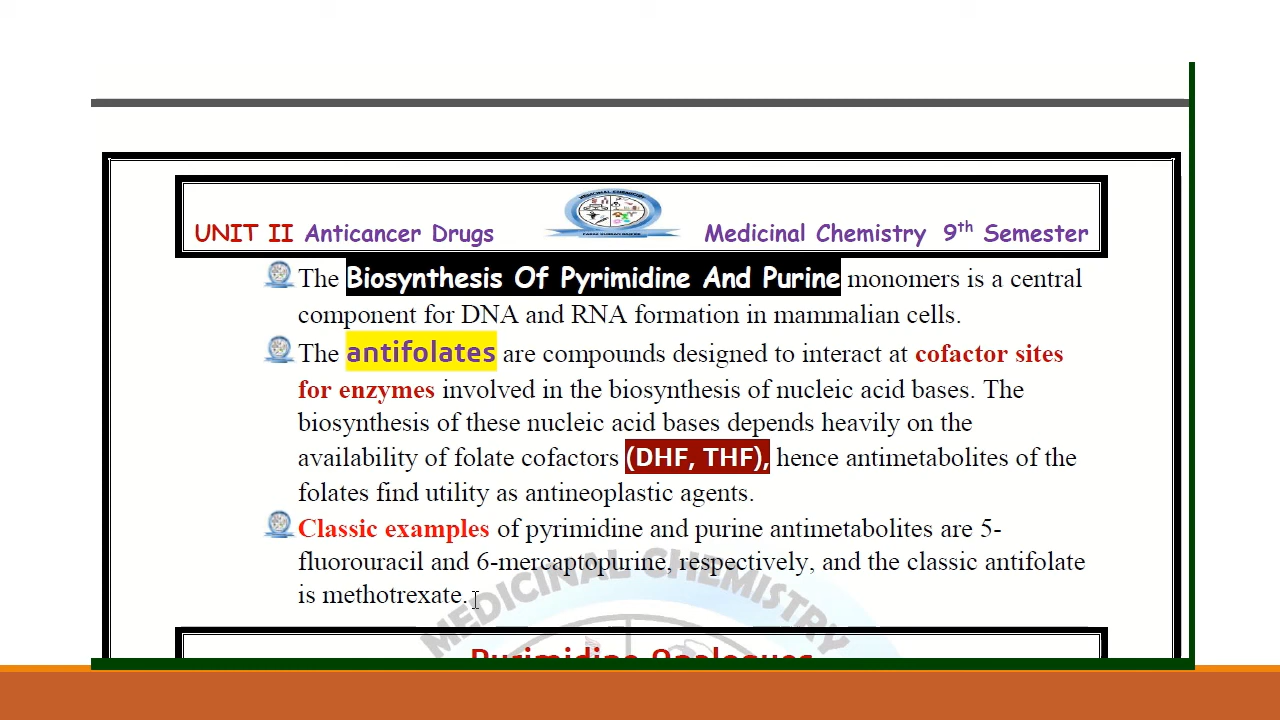 UNIT II Anticancer Drugs Medicinal Chemistry 9th Semester
The Biosynthesis Of Pyrimidine And Purine monomers is a central
component for DNA and RNA formation in mammalian cells.
The antifolates are compounds designed to interact at cofactor sites
for enzymes involved in the biosynthesis of nucleic acid bases. The
biosynthesis of these nucleic acid bases depends heavily on the
availability of folate cofactors (DHF, THF), hence antimetabolites of the
folates find utility as antineoplastic agents.
Classic examples of pyrimidine and purine antimetabolites are 5-
fluorouracil and 6-mercaptopurine, respectively, and the classic antifolate
is methotrexate.
MEDICINAL CHEMISTRY